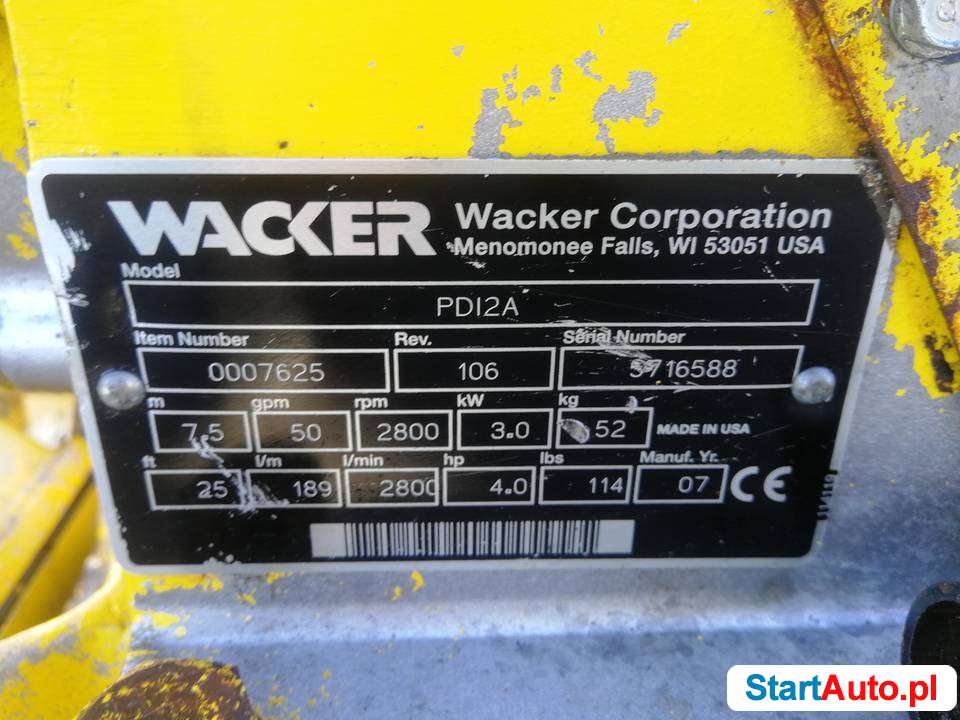 WACKER
Wacker Corporation
Menomonee Falls, WI 53051 USA
Model
PDI2A
Item Number Rev. Serial Number
0007625 106 5716588
m gpm rpm kW kg
7.5 50 2800 3.0 52 MADE IN USA
ft l/m l/min hp lbs Manuf. Yr.
25 189 2800 4.0 114 07 CE
StartAuto.pl